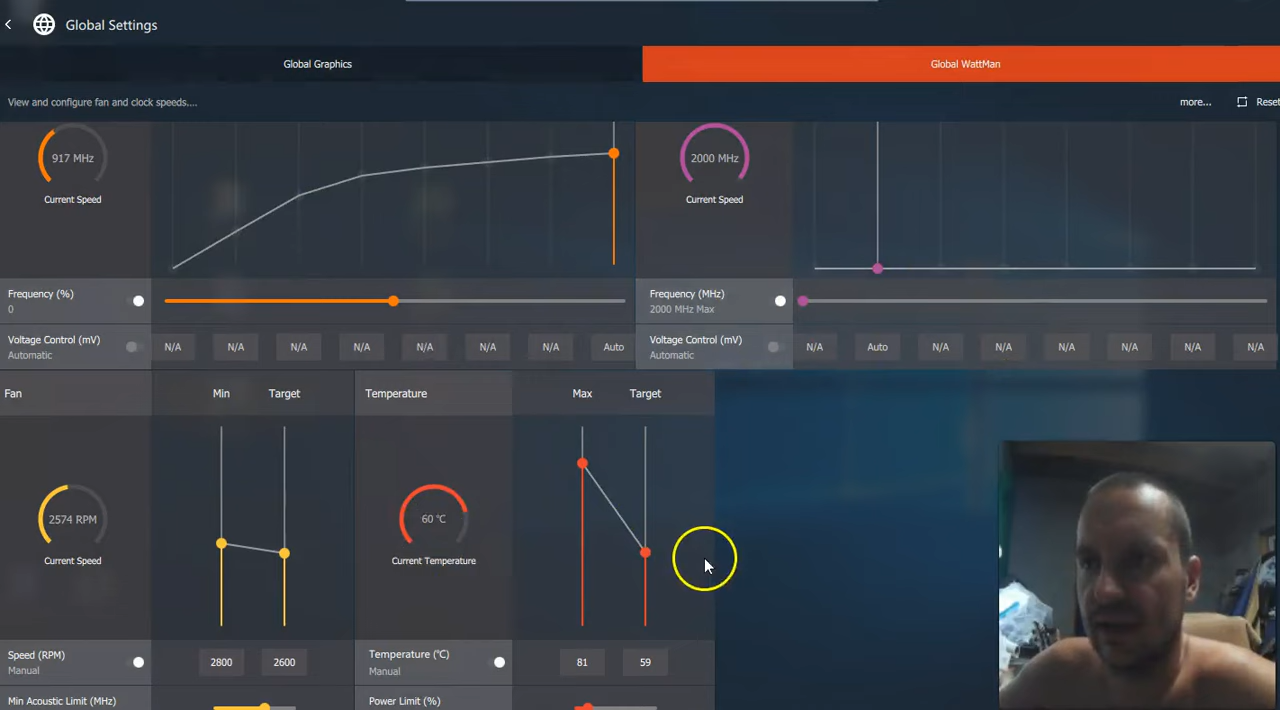 Global Settings
Global Graphics
Global WattMan
View and configure fan and clock speeds....
more...
Reset
917 MHz
Current Speed
2000 MHz
Current Speed
Frequency (%)
0
Frequency (MHz)
2000 MHz Max
Voltage Control (mV)
Automatic
N/A N/A N/A N/A N/A N/A N/A Auto
Voltage Control (mV)
Automatic
N/A Auto N/A N/A N/A N/A N/A N/A
Fan
Min Target
Temperature
Max Target
2574 RPM
Current Speed
60 °C
Current Temperature
Speed (RPM)
Manual
2800 2600
Temperature (°C)
Manual
81 59
Min Acoustic Limit (MHz)
Power Limit (%)